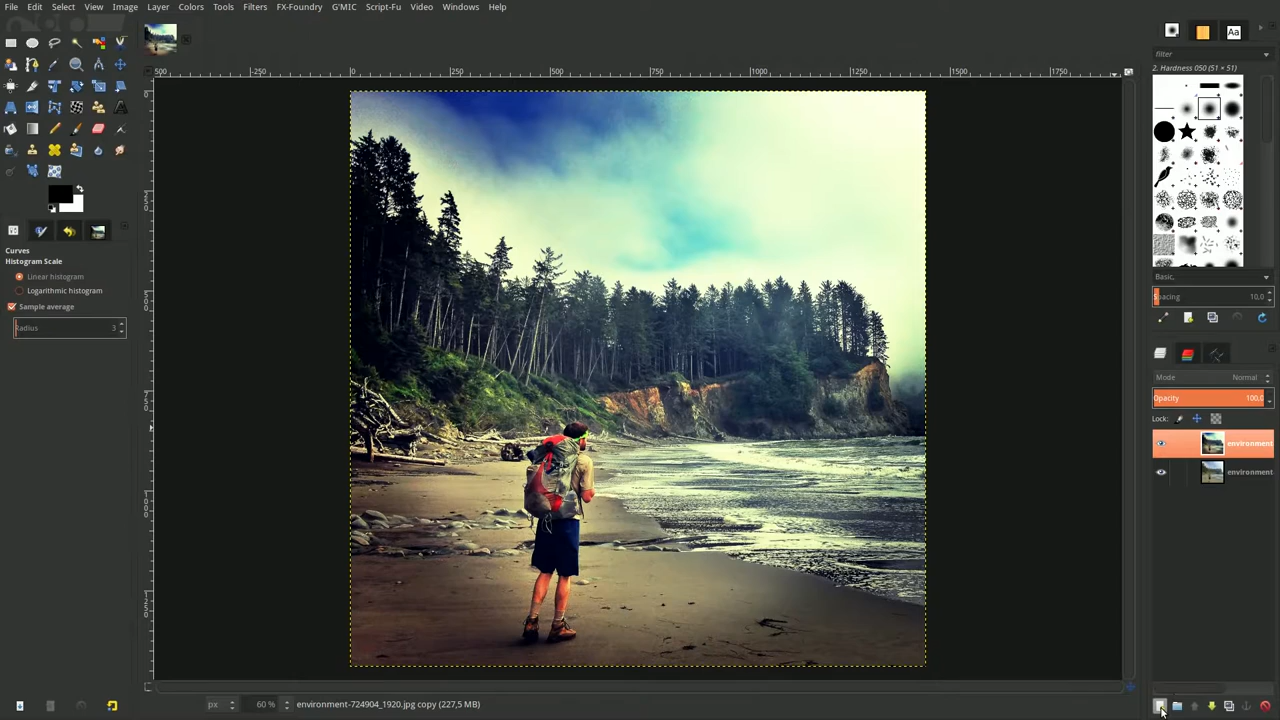 File Edit Select View Image Layer Colors Tools Filters FX-Foundry G'MIC Script-Fu Video Windows Help
500 -250 0 250 500 750 1000 1250 1500 1750
filter
2. Hardness 050 (51 × 51)
Curves
Histogram Scale
Linear histogram
Logarithmic histogram
Sample average
Radius 3
Basic,
Spacing 10,0
Mode Normal
Opacity 100,0
Lock:
environment
environment
px 60 % environment-724904_1920.jpg copy (227,5 MB)